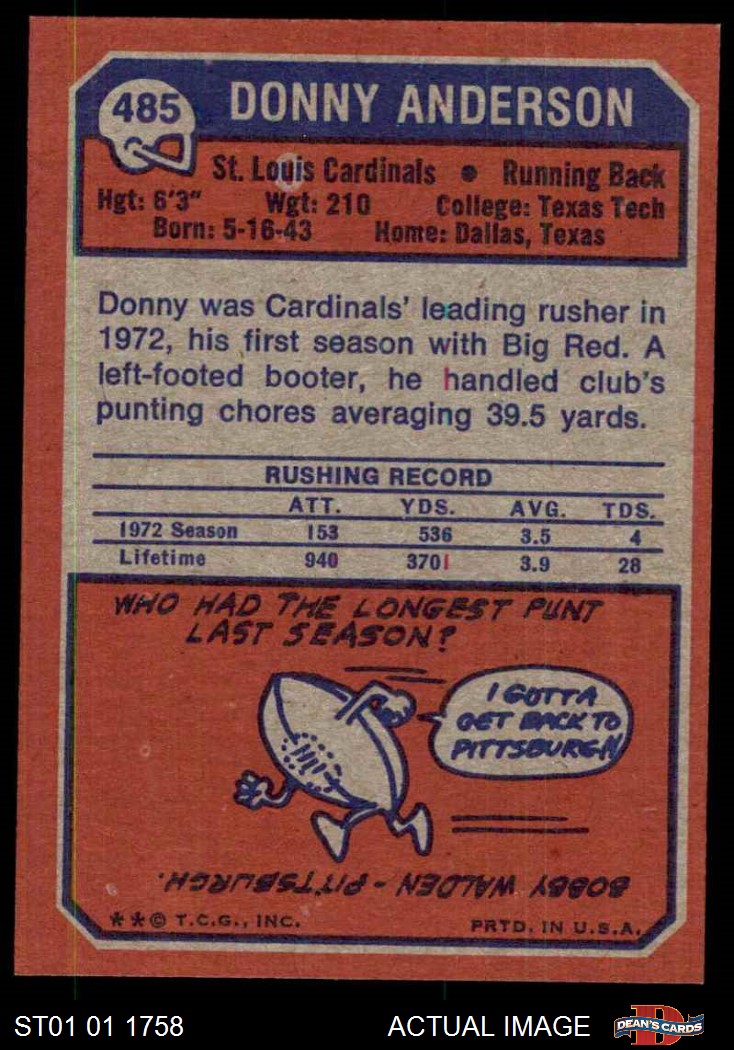 485
DONNY ANDERSON
St. Louis Cardinals ● Running Back
Hgt: 6'3" Wgt: 210 College: Texas Tech
Born: 5-16-43 Home: Dallas, Texas
Donny was Cardinals' leading rusher in
1972, his first season with Big Red. A
left-footed booter, he handled club's
punting chores averaging 39.5 yards.
RUSHING RECORD
ATT. YDS. AVG. TDS.
1972 Season 153 536 3.5 4
Lifetime 940 3701 3.9 28
WHO HAD THE LONGEST PUNT
LAST SEASON?
I GOTTA
GET BACK TO
PITTSBURGH
BOBBY WALDEN - PITTSBURGH.
**© T.C.G., INC. PRTD. IN U.S.A.
ST01 01 1758 ACTUAL IMAGE D
DEAN'S CARDS